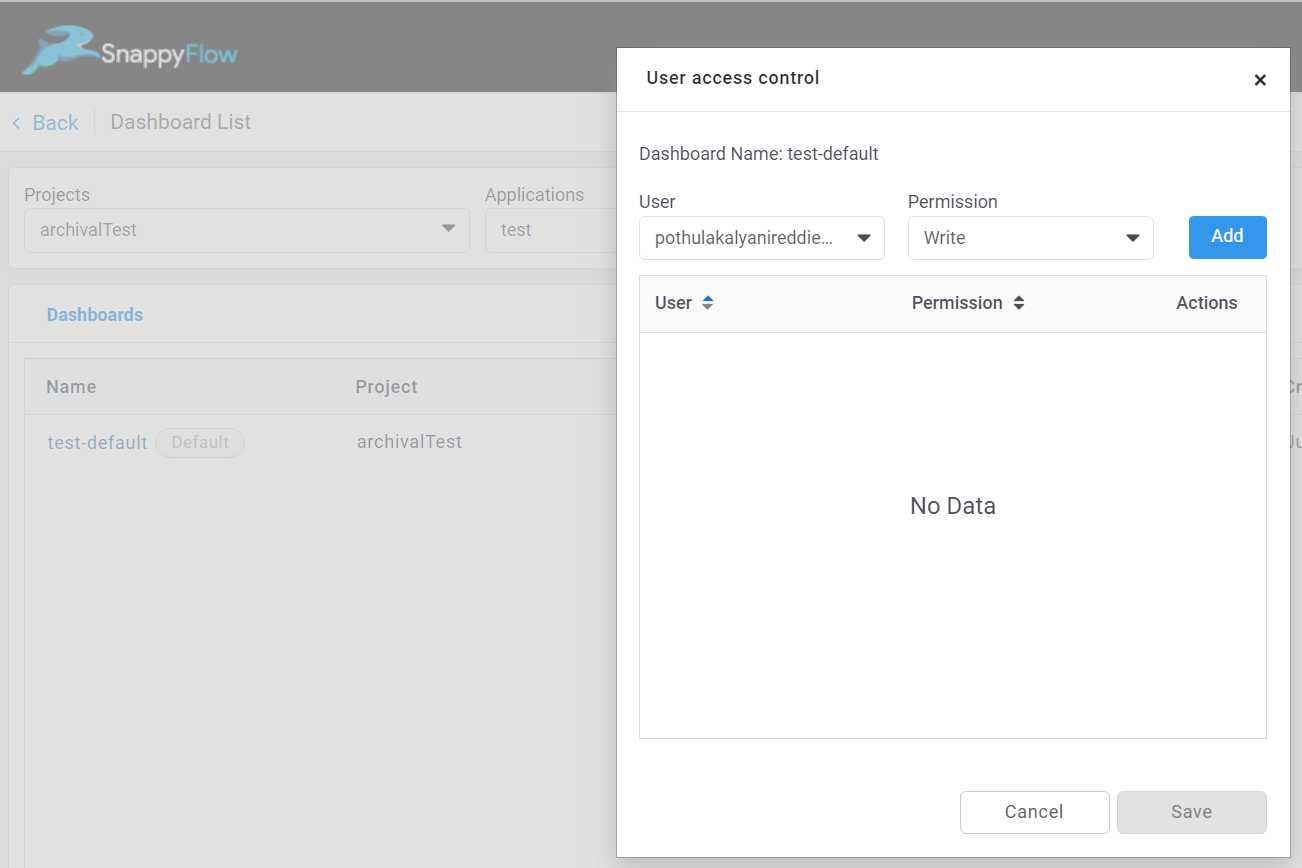 SnappyFlow
User access control
Back
Dashboard List
Dashboard Name: test-default
Projects
Applications
User
Permission
archivalTest
test
pothulakalyanireddie...
Write
Add
User
Permission
Actions
Dashboards
Name
Project
test-default
Default
archivalTest
No Data
Cancel
Save